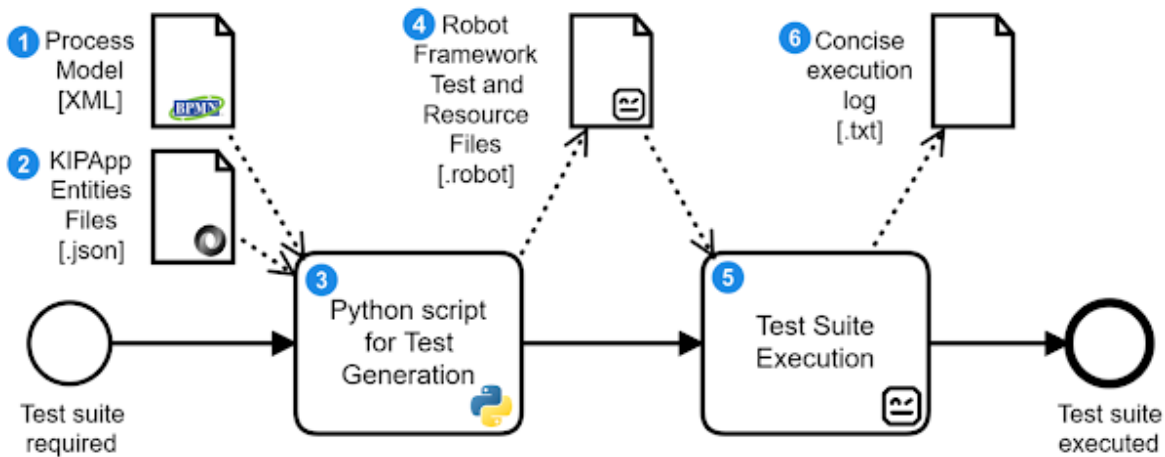 1 Process
Model
[XML]
BPMN
2 KIPApp
Entities
Files
[.json]
4 Robot
Framework
Test and
Resource
Files
[.robot]
6 Concise
execution
log
[.txt]
3
Python script
for Test
Generation
5
Test Suite
Execution
Test suite
required
Test suite
executed